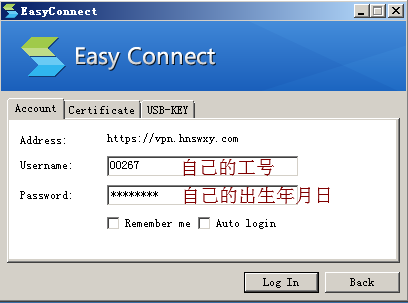 EasyConnect
Easy Connect
Account Certificate USB-KEY
Address: https://vpn.hnswxy.com
Username: 00267 自己的工号
Password: ******** 自己的出生年月日
Remember me Auto login
Log In Back